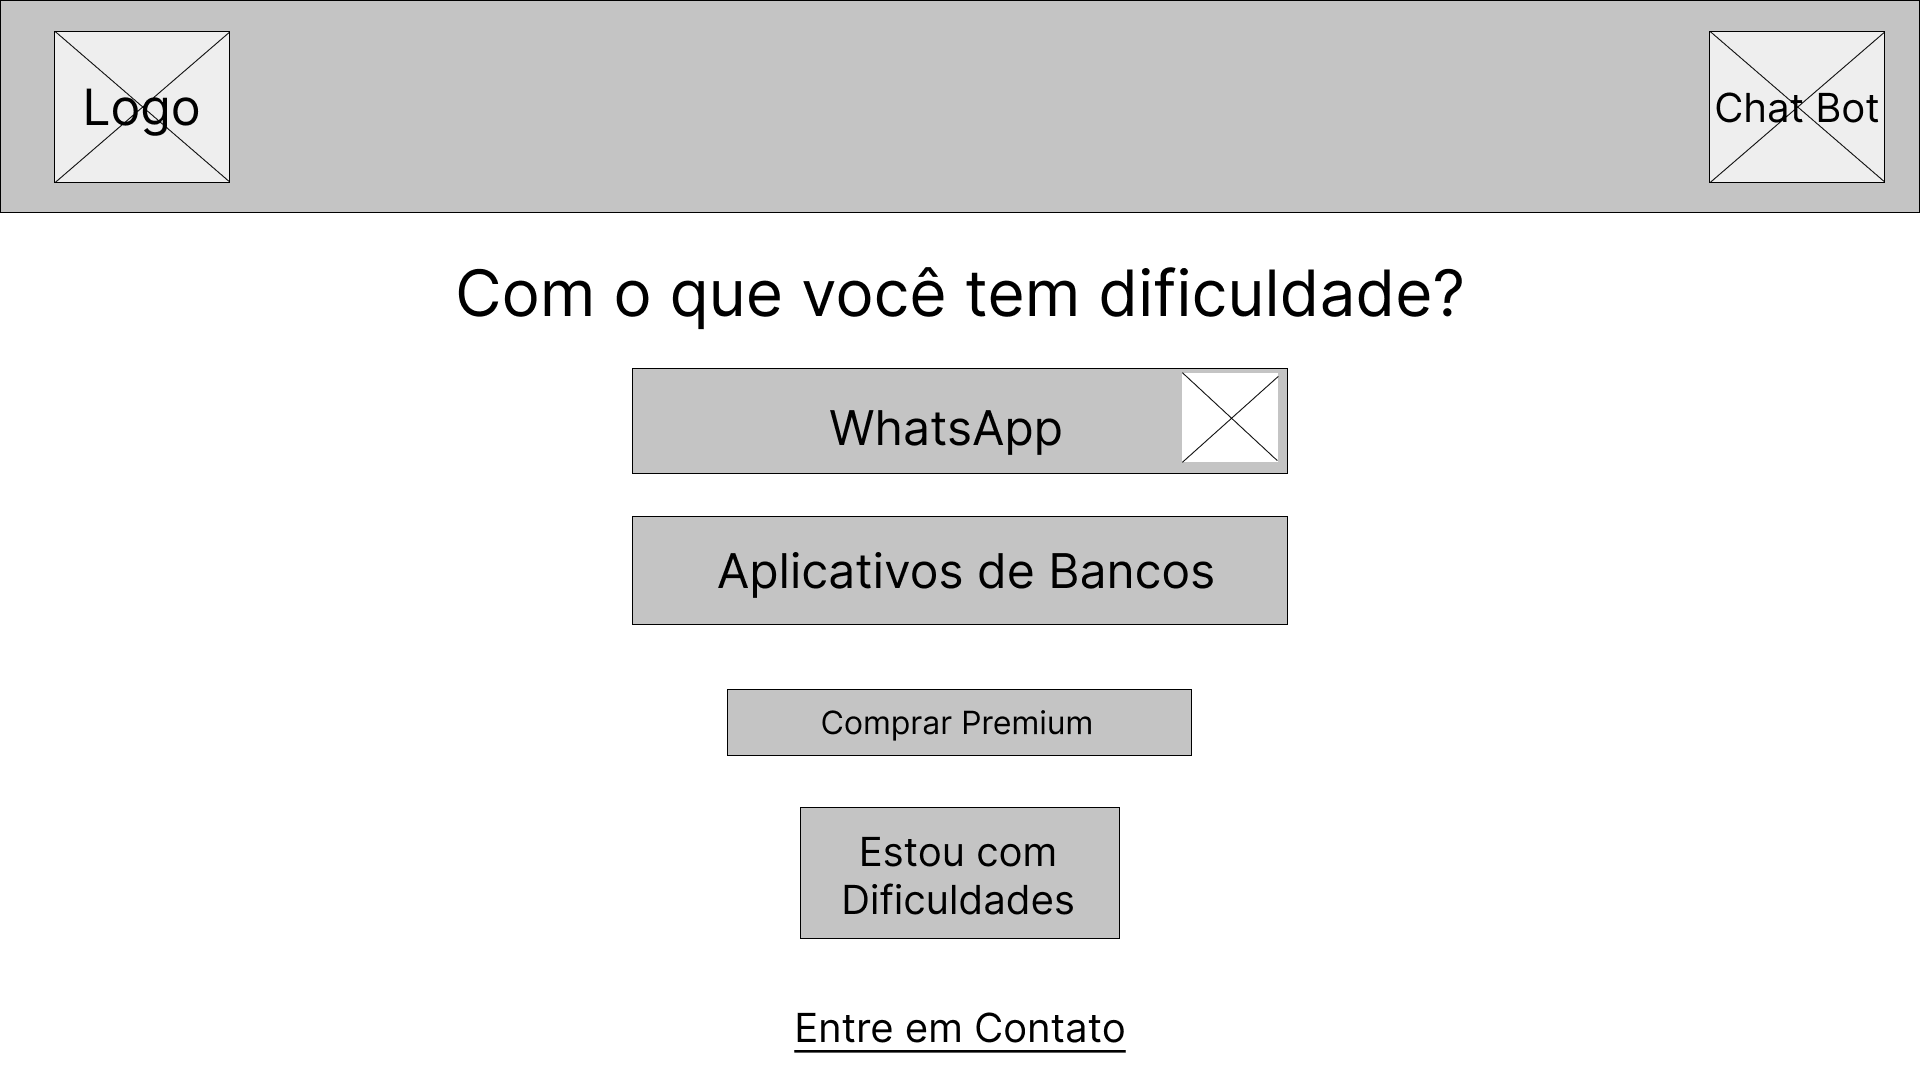 Logo
Chat Bot
Com o que você tem dificuldade?
WhatsApp
Aplicativos de Bancos
Comprar Premium
Estou com
Dificuldades
Entre em Contato